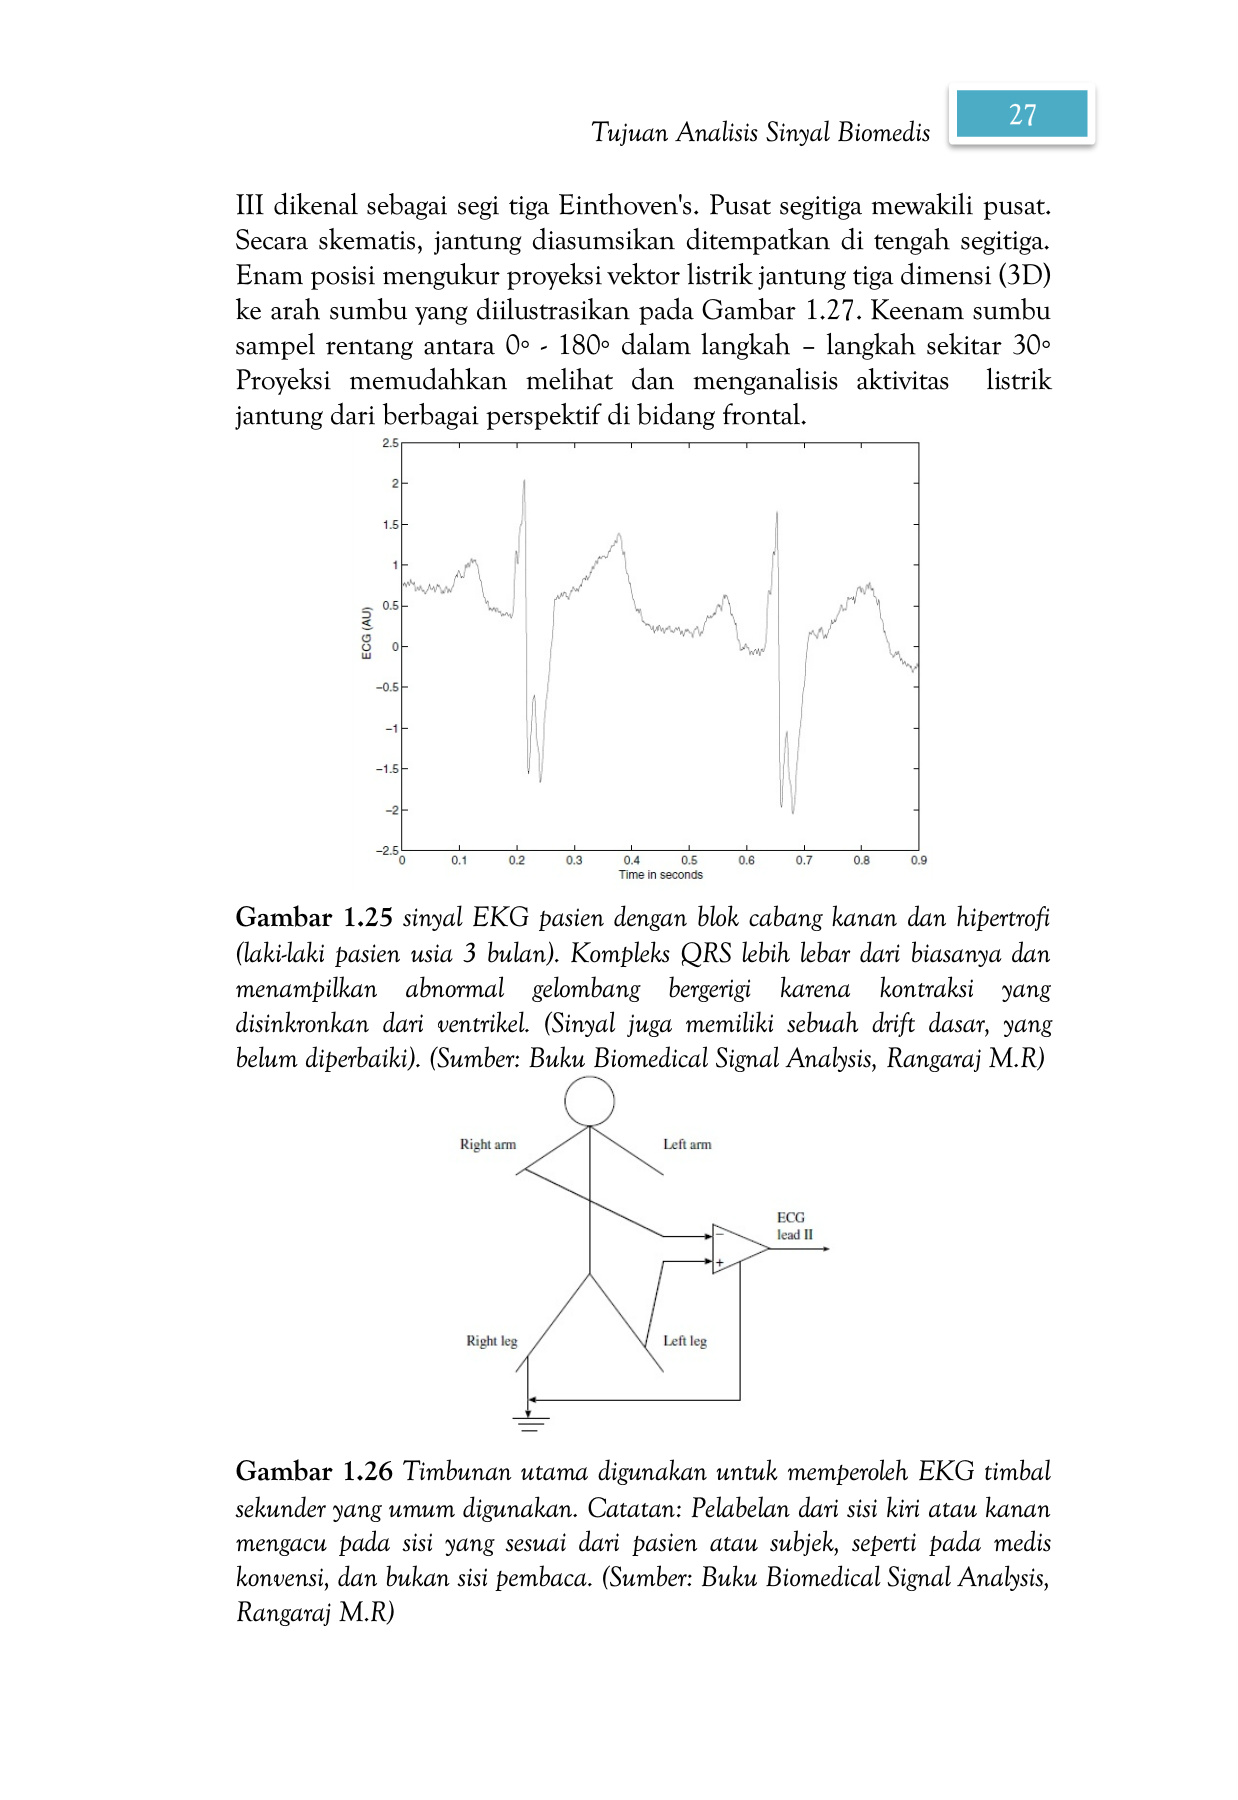 Tujuan Analisis Sinyal Biomedis
27
III dikenal sebagai segi tiga Einthoven's. Pusat segitiga mewakili pusat.
Secara skematis, jantung diasumsikan ditempatkan di tengah segitiga.
Enam posisi mengukur proyeksi vektor listrik jantung tiga dimensi (3D)
ke arah sumbu yang diilustrasikan pada Gambar 1.27. Keenam sumbu
sampel rentang antara 0° - 180° dalam langkah – langkah sekitar 30°
Proyeksi memudahkan melihat dan menganalisis aktivitas listrik
jantung dari berbagai perspektif di bidang frontal.
2.5
2
1.5
1
0.5
0
−0.5
−1
−1.5
−2
−2.5
ECG (AU)
0 0.1 0.2 0.3 0.4 0.5 0.6 0.7 0.8 0.9
Time in seconds
Gambar 1.25 sinyal EKG pasien dengan blok cabang kanan dan hipertrofi
(laki-laki pasien usia 3 bulan). Kompleks QRS lebih lebar dari biasanya dan
menampilkan abnormal gelombang bergerigi karena kontraksi yang
disinkronkan dari ventrikel. (Sinyal juga memiliki sebuah drift dasar, yang
belum diperbaiki). (Sumber: Buku Biomedical Signal Analysis, Rangaraj M.R)
Right arm
Left arm
ECG
lead II
−
+
Right leg
Left leg
Gambar 1.26 Timbunan utama digunakan untuk memperoleh EKG timbal
sekunder yang umum digunakan. Catatan: Pelabelan dari sisi kiri atau kanan
mengacu pada sisi yang sesuai dari pasien atau subjek, seperti pada medis
konvensi, dan bukan sisi pembaca. (Sumber: Buku Biomedical Signal Analysis,
Rangaraj M.R)